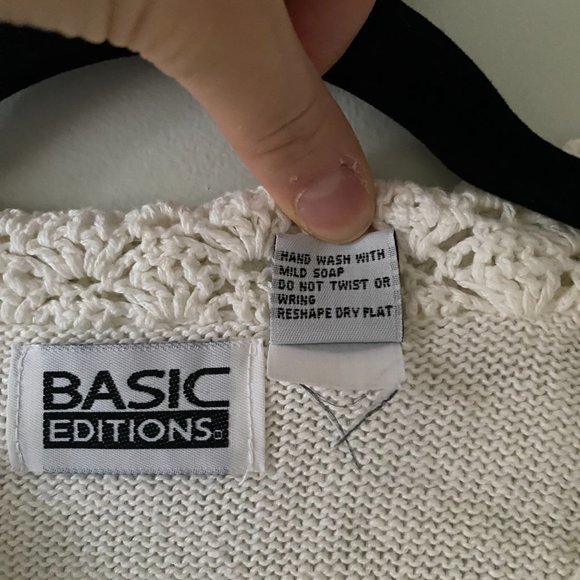 HAND WASH WITH
MILD SOAP
DO NOT TWIST OR
WRING
RESHAPE DRY FLAT
BASIC
EDITIONS